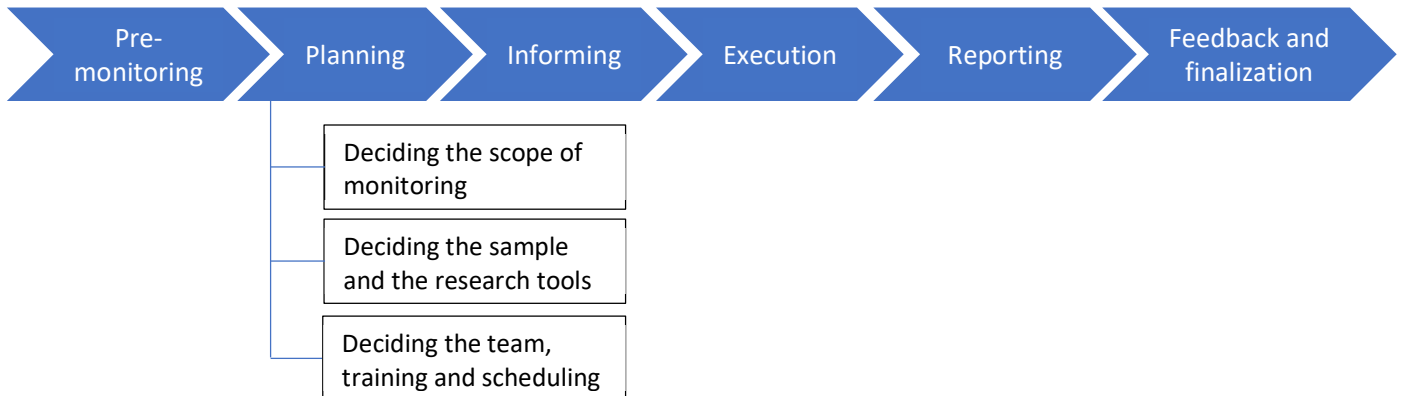 Pre-
monitoring
Planning
Informing
Execution
Reporting
Feedback and
finalization
Deciding the scope of
monitoring
Deciding the sample
and the research tools
Deciding the team,
training and scheduling